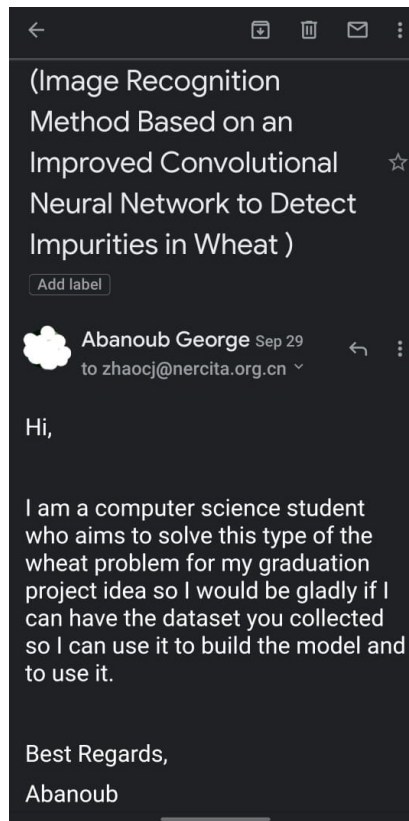 (Image Recognition
Method Based on an
Improved Convolutional
Neural Network to Detect
Impurities in Wheat )
Add label
Abanoub George Sep 29
to zhaocj@nercita.org.cn
Hi,
I am a computer science student
who aims to solve this type of the
wheat problem for my graduation
project idea so I would be gladly if I
can have the dataset you collected
so I can use it to build the model and
to use it.
Best Regards,
Abanoub